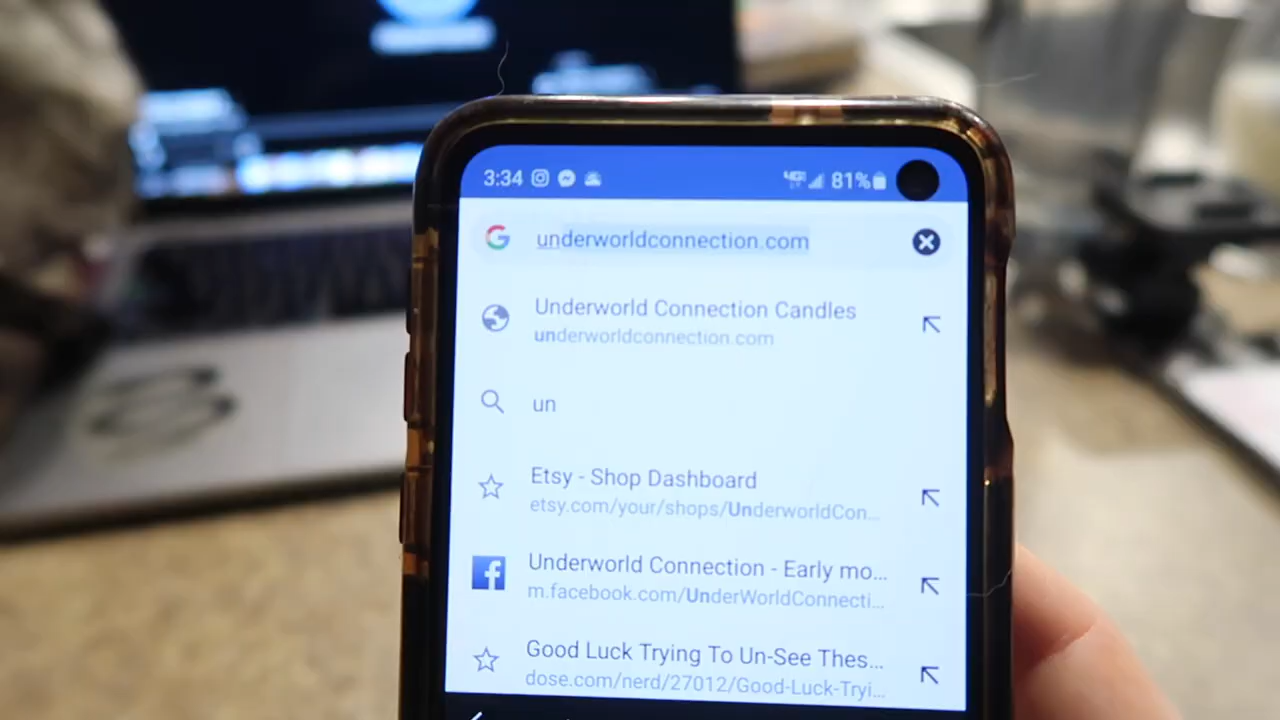 3:34 81%
underworldconnection.com
Underworld Connection Candles
underworldconnection.com
un
Etsy - Shop Dashboard
etsy.com/your/shops/UnderworldCon...
Underworld Connection - Early mo...
m.facebook.com/UnderWorldConnecti...
Good Luck Trying To Un-See Thes...
dose.com/nerd/27012/Good-Luck-Tryi...